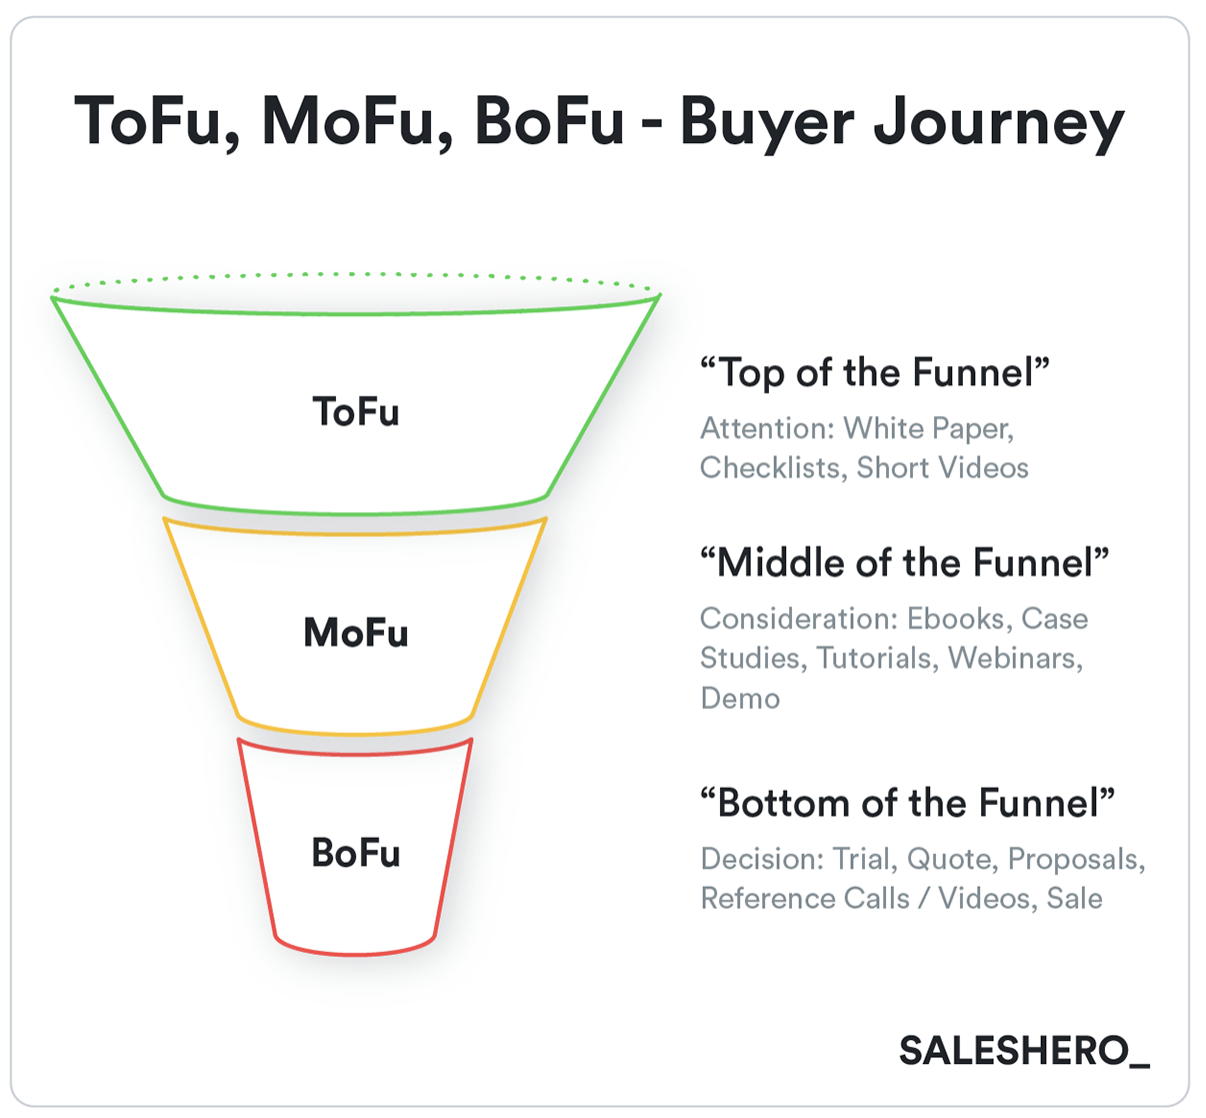 ToFu, MoFu, BoFu - Buyer Journey
ToFu
“Top of the Funnel”
Attention: White Paper,
Checklists, Short Videos
MoFu
“Middle of the Funnel”
Consideration: Ebooks, Case
Studies, Tutorials, Webinars,
Demo
BoFu
“Bottom of the Funnel”
Decision: Trial, Quote, Proposals,
Reference Calls / Videos, Sale
SALESHERO_